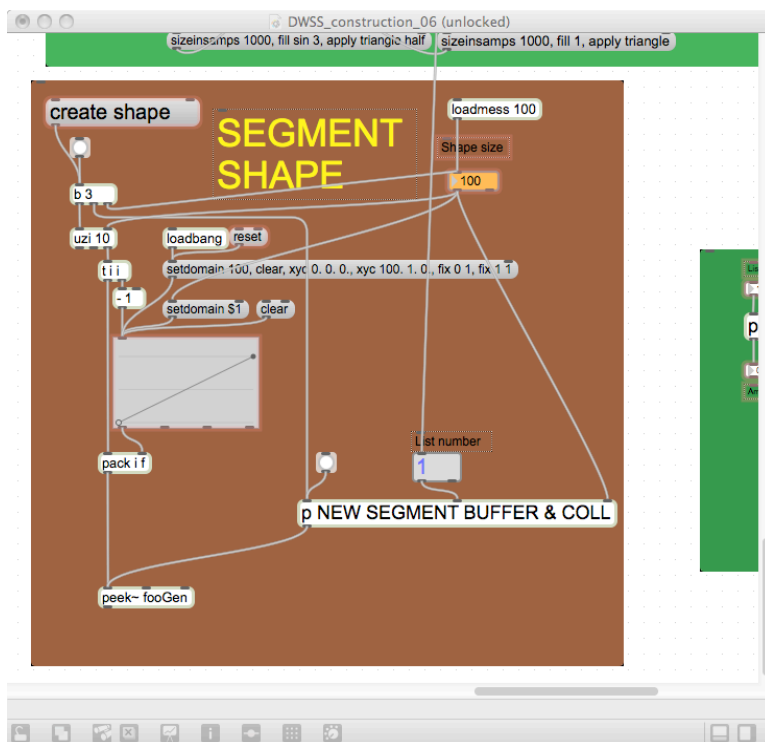 DWSS_construction_06 (unlocked)
sizeinsamps 1000, fill sin 3, apply triangle half
sizeinsamps 1000, fill 1, apply triangle
create shape
SEGMENT
SHAPE
loadmess 100
Shape size
100
b 3
uzi 10
loadbang
reset
t i i
setdomain 100, clear, xyc 0. 0. 0., xyc 100. 1. 0., fix 0 1, fix 1 1
- 1
setdomain $1
clear
List number
pack i f
1
p NEW SEGMENT BUFFER & COLL
peek~ fooGen
Lis
p